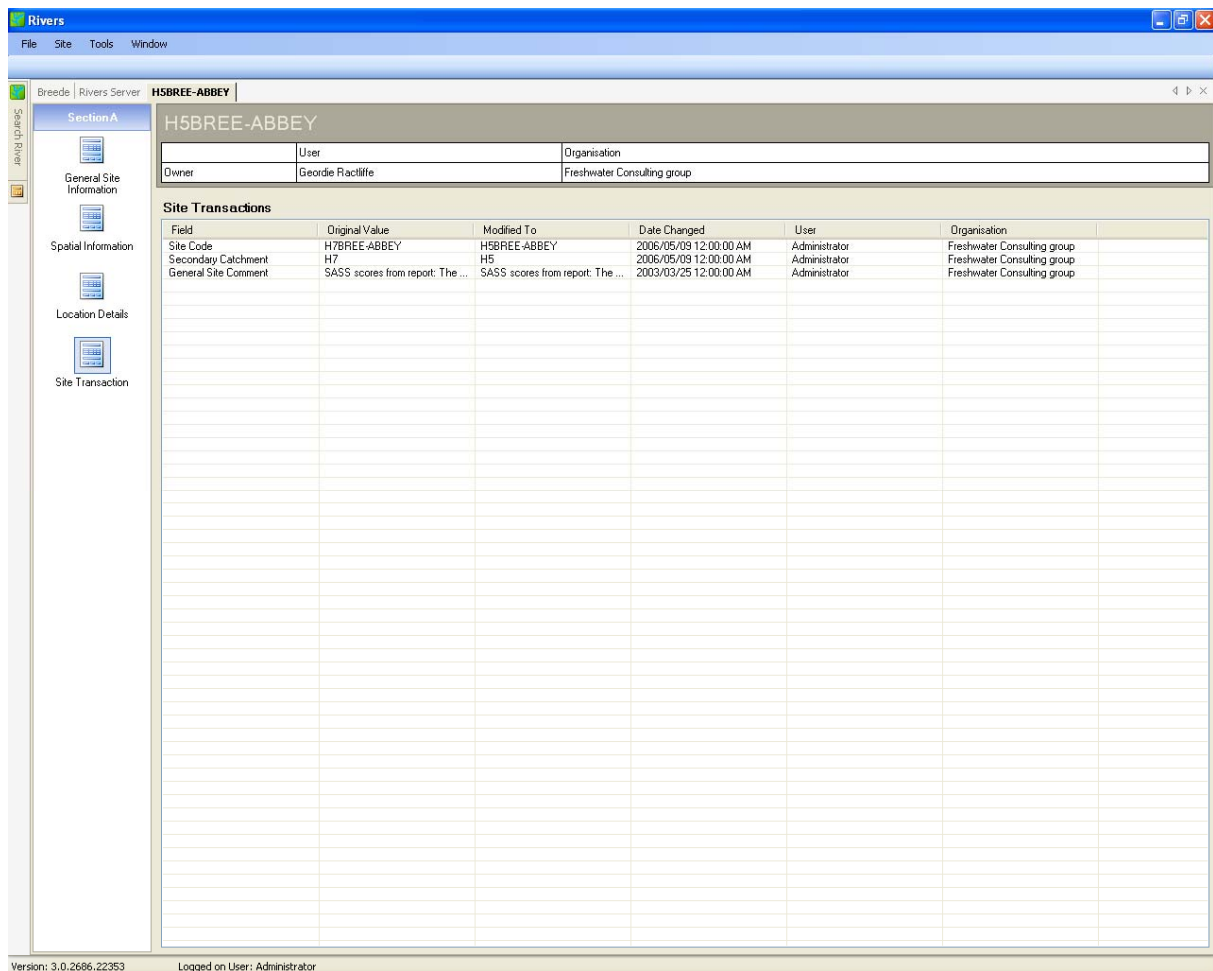 Rivers
File Site Tools Window
Breede Rivers Server H5BREE-ABBEY
Search River
Section A
General Site
Information
Spatial Information
Location Details
Site Transaction
H5BREE-ABBEY
User Organisation
Owner Geordie Ractliffe Freshwater Consulting group
Site Transactions
Field Original Value Modified To Date Changed User Organisation
Site Code H7BREE-ABBEY H5BREE-ABBEY 2006/05/09 12:00:00 AM Administrator Freshwater Consulting group
Secondary Catchment H7 H5 2006/05/09 12:00:00 AM Administrator Freshwater Consulting group
General Site Comment SASS scores from report: The ... SASS scores from report: The ... 2003/03/25 12:00:00 AM Administrator Freshwater Consulting group
Version: 3.0.2686.22353 Logged on User: Administrator